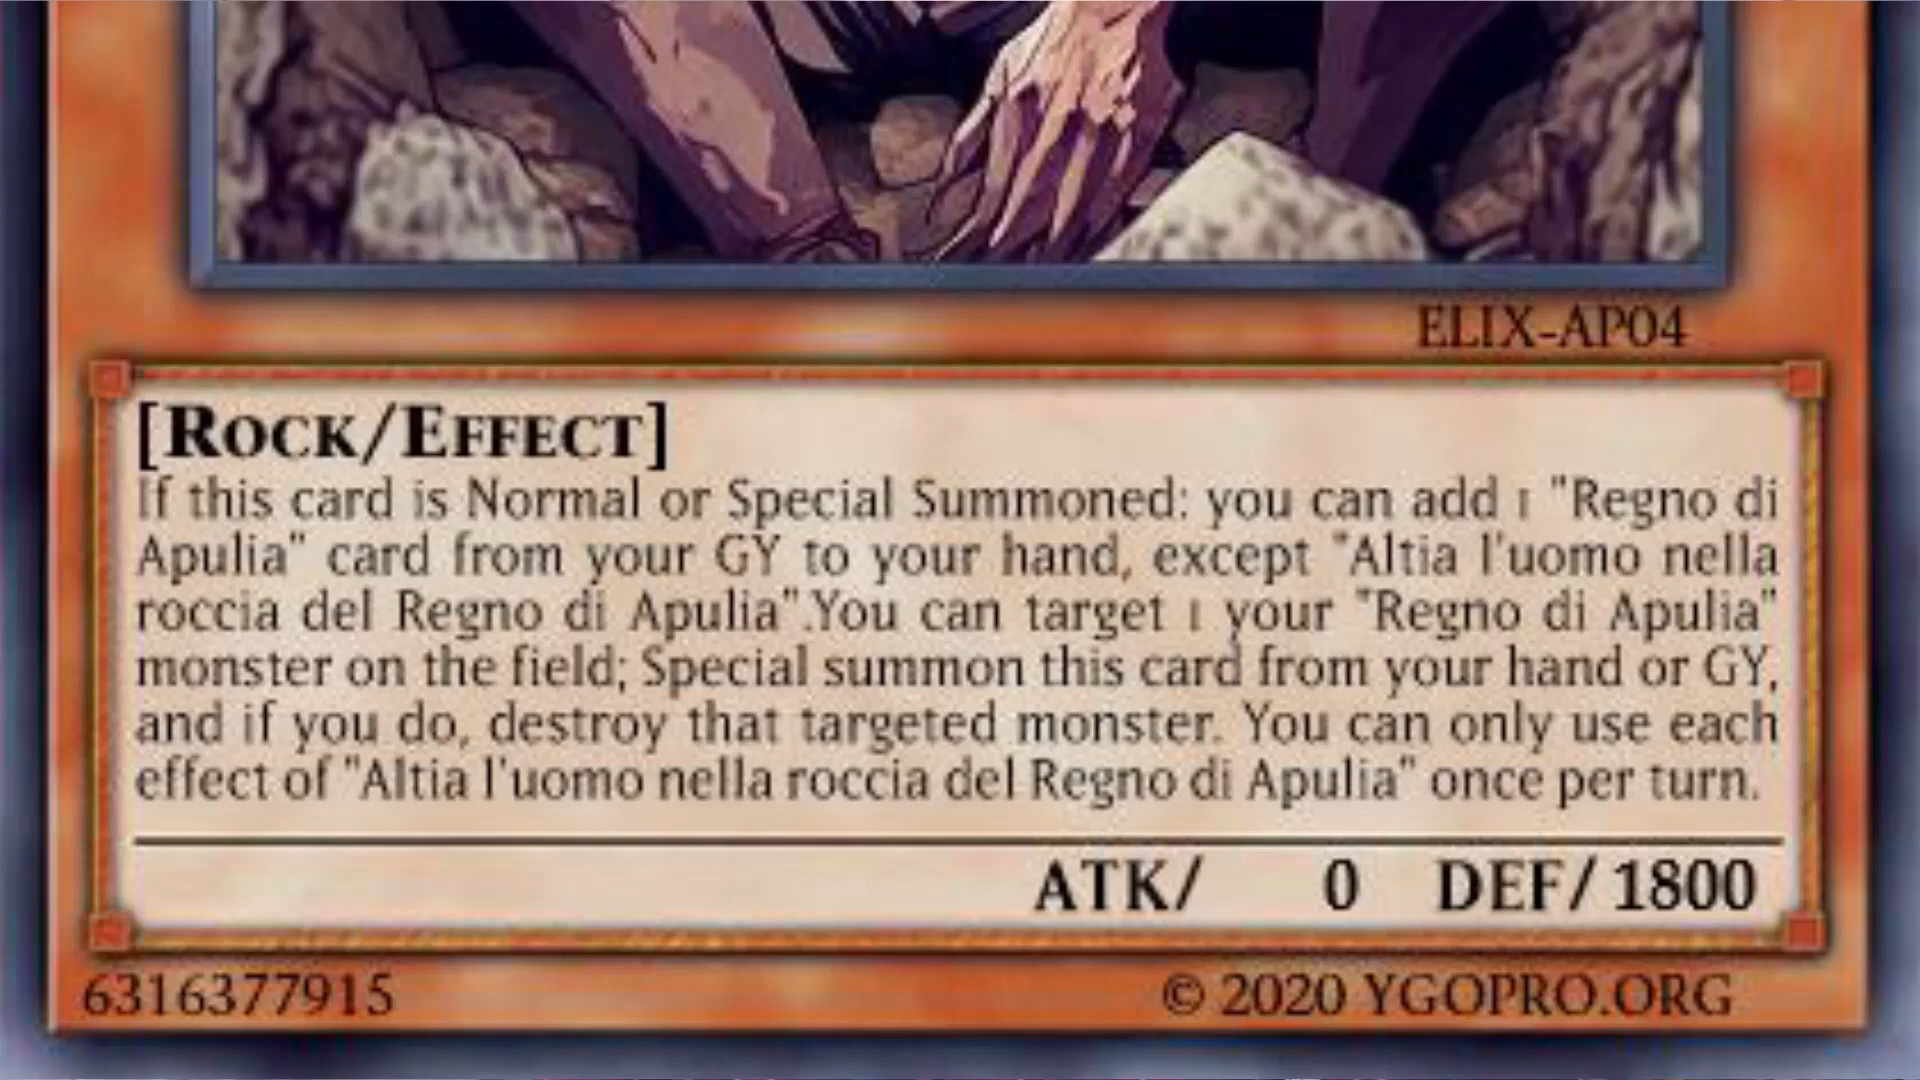 ELIX-AP04
[ROCK/EFFECT]
If this card is Normal or Special Summoned: you can add 1 "Regno di
Apulia" card from your GY to your hand, except "Altia l'uomo nella
roccia del Regno di Apulia".You can target 1 your "Regno di Apulia"
monster on the field; Special summon this card from your hand or GY,
and if you do, destroy that targeted monster. You can only use each
effect of "Altia l'uomo nella roccia del Regno di Apulia" once per turn.
ATK/ 0 DEF/ 1800
6316377915 © 2020 YGOPRO.ORG